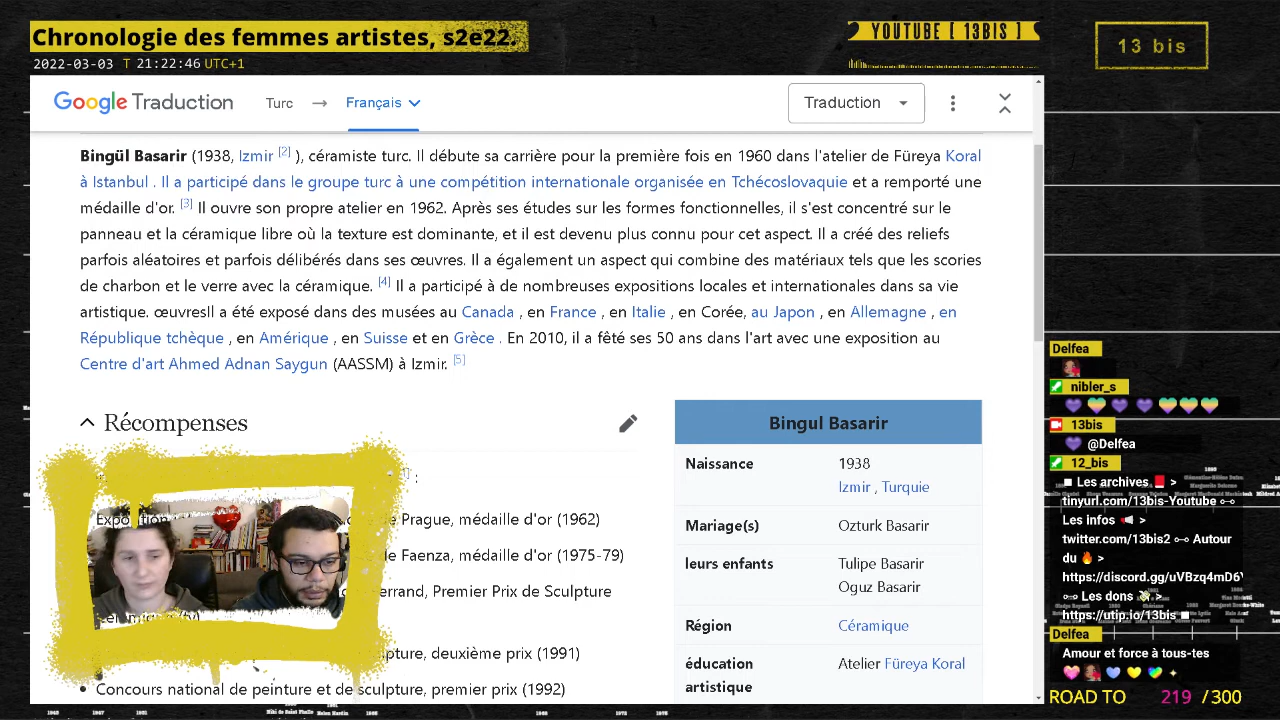 Chronologie des femmes artistes, s2e22.
2022-03-03 T 21:22:46 UTC+1
YOUTUBE [ 13BIS ]
13 bis
Google Traduction
Turc → Français
Traduction
Bingül Basarir (1938, Izmir [2] ), céramiste turc. Il débute sa carrière pour la première fois en 1960 dans l'atelier de Füreya Koral
à Istanbul . Il a participé dans le groupe turc à une compétition internationale organisée en Tchécoslovaquie et a remporté une
médaille d'or. [3] Il ouvre son propre atelier en 1962. Après ses études sur les formes fonctionnelles, il s'est concentré sur le
panneau et la céramique libre où la texture est dominante, et il est devenu plus connu pour cet aspect. Il a créé des reliefs
parfois aléatoires et parfois délibérés dans ses œuvres. Il a également un aspect qui combine des matériaux tels que les scories
de charbon et le verre avec la céramique. [4] Il a participé à de nombreuses expositions locales et internationales dans sa vie
artistique. œuvresIl a été exposé dans des musées au Canada , en France , en Italie , en Corée, au Japon , en Allemagne , en
République tchèque , en Amérique , en Suisse et en Grèce . En 2010, il a fêté ses 50 ans dans l'art avec une exposition au
Centre d'art Ahmed Adnan Saygun (AASSM) à Izmir. [5]
Récompenses
:
de Prague, médaille d'or (1962)
de Faenza, médaille d'or (1975-79)
Premier Prix de Sculpture
deuxième prix (1991)
Concours national de peinture et de sculpture, premier prix (1992)
Bingul Basarir
Naissance 1938
Izmir , Turquie
Mariage(s) Ozturk Basarir
leurs enfants Tulipe Basarir
Oguz Basarir
Région Céramique
éducation Atelier Füreya Koral
artistique
Delfea
nibler_s
13bis
@Delfea
12_bis
Les archives >
tinyurl.com/13bis-Youtube
Les infos >
twitter.com/13bis2 Autour
du >
https://discord.gg/uVBzq4mD6
Les dons >
https://utip.io/13bis
Delfea
Amour et force à tous-tes
ROAD TO 219 / 300